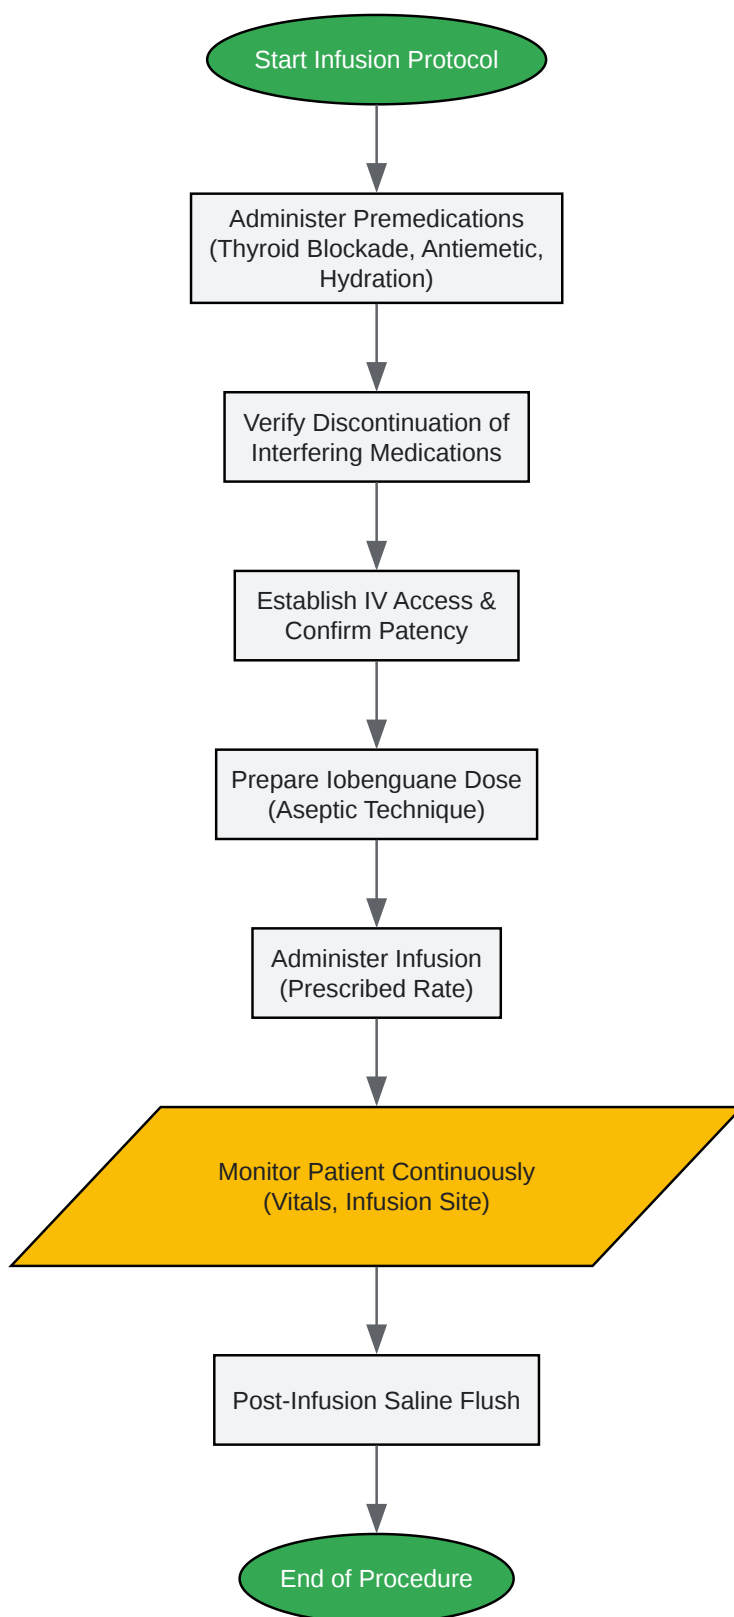 Start Infusion Protocol
Administer Premedications
(Thyroid Blockade, Antiemetic,
Hydration)
Verify Discontinuation of
Interfering Medications
Establish IV Access &
Confirm Patency
Prepare Iobenguane Dose
(Aseptic Technique)
Administer Infusion
(Prescribed Rate)
Monitor Patient Continuously
(Vitals, Infusion Site)
Post-Infusion Saline Flush
End of Procedure